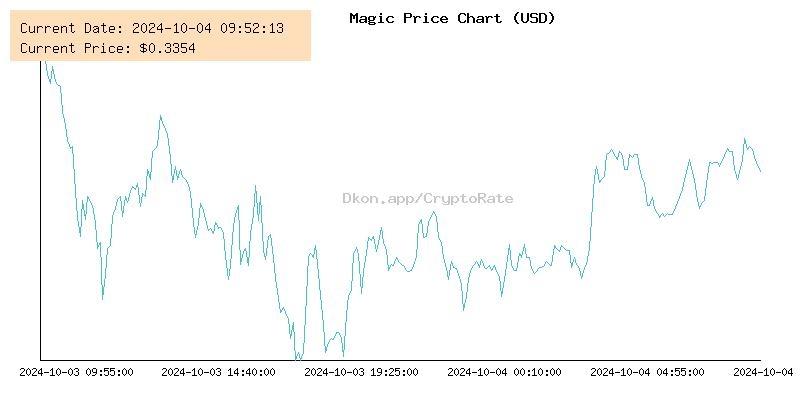 Magic Price Chart (USD)
Current Date: 2024-10-04 09:52:13
Current Price: $0.3354
Dkon.app/CryptoRate
2024-10-03 09:55:00 2024-10-03 14:40:00 2024-10-03 19:25:00 2024-10-04 00:10:00 2024-10-04 04:55:00 2024-10-04